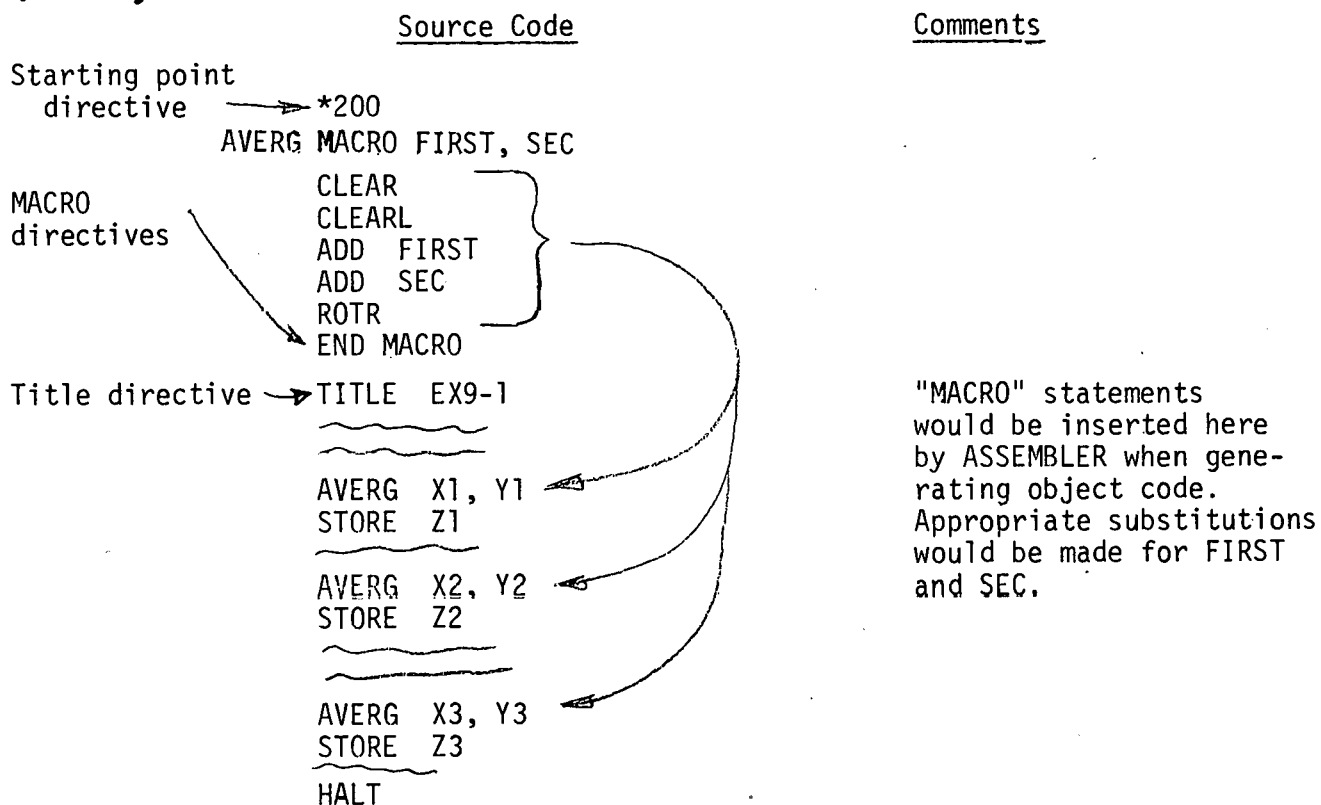 Source Code
Comments
Starting point
directive
*200
AVERG MACRO FIRST, SEC
CLEAR
CLEARL
ADD FIRST
ADD SEC
ROTR
END MACRO
MACRO
directives
Title directive
TITLE EX9-1
AVERG X1, Y1
STORE Z1
AVERG X2, Y2
STORE Z2
AVERG X3, Y3
STORE Z3
HALT
"MACRO" statements
would be inserted here
by ASSEMBLER when gene-
rating object code.
Appropriate substitutions
would be made for FIRST
and SEC.